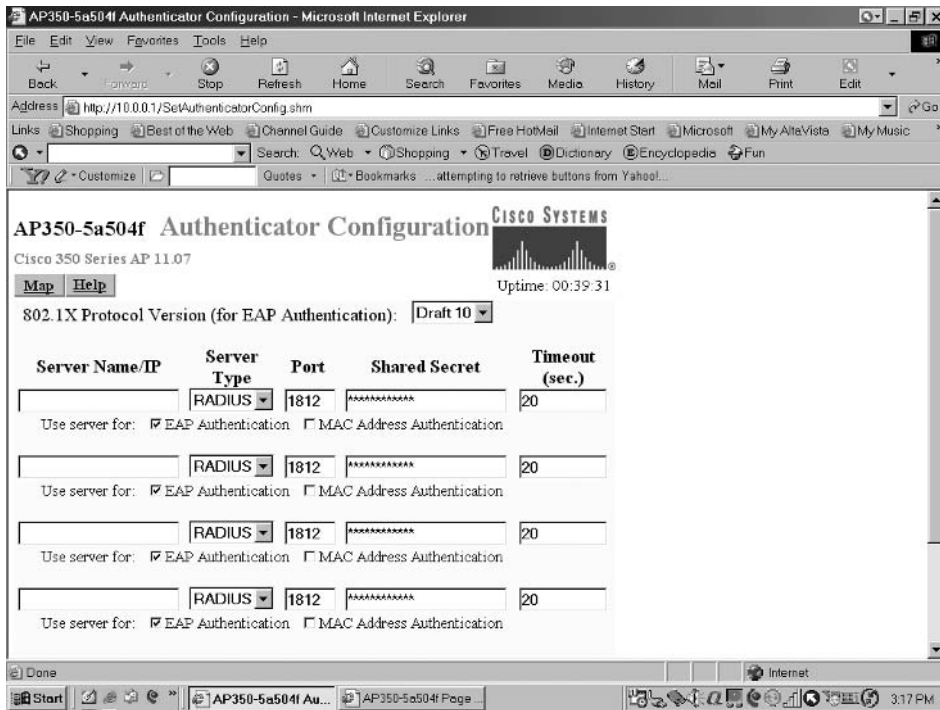 AP350-5a504f Authenticator Configuration - Microsoft Internet Explorer
File Edit View Favorites Tools Help
Back Forward Stop Refresh Home Search Favorites Media History Mail Print Edit
Address http://10.0.0.1/SetAuthenticatorConfig.shm Go
Links Shopping Best of the Web Channel Guide Customize Links Free HotMail Internet Start Microsoft My AltaVista My Music
Search: Web Shopping Travel Dictionary Encyclopedia Fun
Customize Quotes Bookmarks ...attempting to retrieve buttons from Yahoo!...
CISCO SYSTEMS
AP350-5a504f Authenticator Configuration
Cisco 350 Series AP 11.07
Map Help Uptime: 00:39:31
802.1X Protocol Version (for EAP Authentication): Draft 10
Server Name/IP Server Type Port Shared Secret Timeout (sec.)
RADIUS 1812 ************ 20
Use server for: EAP Authentication MAC Address Authentication
RADIUS 1812 ************ 20
Use server for: EAP Authentication MAC Address Authentication
RADIUS 1812 ************ 20
Use server for: EAP Authentication MAC Address Authentication
RADIUS 1812 ************ 20
Use server for: EAP Authentication MAC Address Authentication
Done Internet
Start AP350-5a504f Au... AP350-5a504f Page ... 3:17 PM